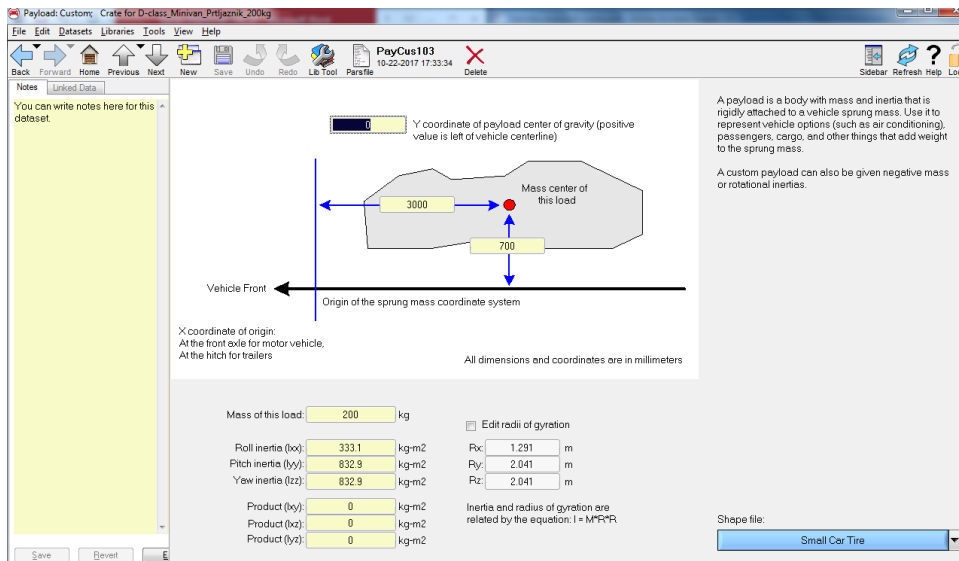 Payload: Custom; Crate for D-class_Minivan_Prtljaznik_200kg
File Edit Datasets Libraries Tools View Help
Back Forward Home Previous Next New Save Undo Redo Lib Tool Parsfile
PayCus103
10-22-2017 17:33:34
Delete
Sidebar Refresh Help Loc
Notes Linked Data
You can write notes here for this
dataset.
0
Y coordinate of payload center of gravity (positive
value is left of vehicle centerline)
Mass center of
this load
3000
700
Vehicle Front
Origin of the sprung mass coordinate system
X coordinate of origin:
At the front axle for motor vehicle,
At the hitch for trailers
All dimensions and coordinates are in millimeters
A payload is a body with mass and inertia that is
rigidly attached to a vehicle sprung mass. Use it to
represent vehicle options (such as air conditioning),
passengers, cargo, and other things that add weight
to the sprung mass.
A custom payload can also be given negative mass
or rotational inertias.
Mass of this load: 200 kg
Edit radii of gyration
Roll inertia (Ixx): 333.1 kg-m2
Rx: 1.291 m
Pitch inertia (Iyy): 832.9 kg-m2
Ry: 2.041 m
Yaw inertia (Izz): 832.9 kg-m2
Rz: 2.041 m
Product (Ixy): 0 kg-m2
Product (Ixz): 0 kg-m2
Product (Iyz): 0 kg-m2
Inertia and radius of gyration are
related by the equation: I = M*R*R
Shape file:
Small Car Tire
Save Revert E